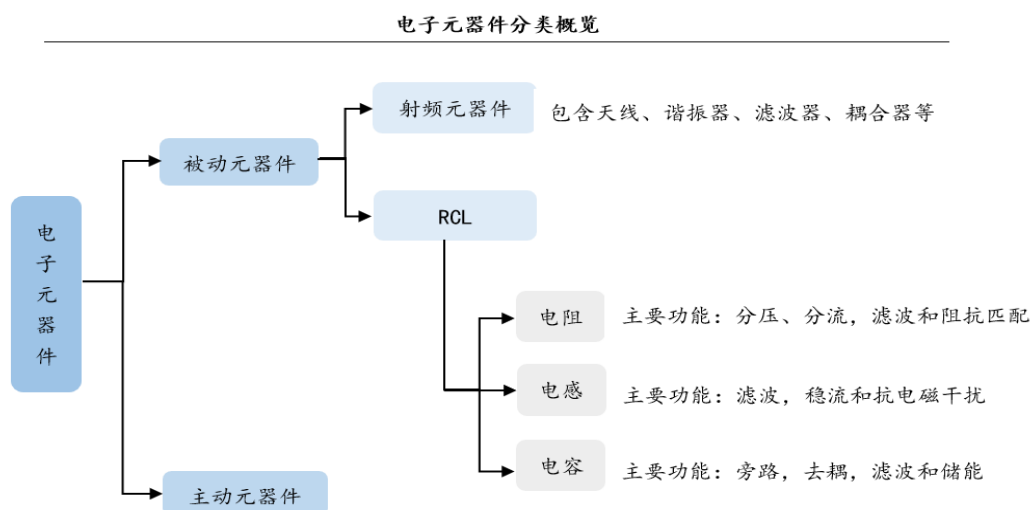 电子元器件分类概览
射频元器件 包含天线、谐振器、滤波器、耦合器等
被动元器件
RCL
电子元器件
电阻 主要功能：分压、分流，滤波和阻抗匹配
电感 主要功能：滤波，稳流和抗电磁干扰
电容 主要功能：旁路，去耦，滤波和储能
主动元器件